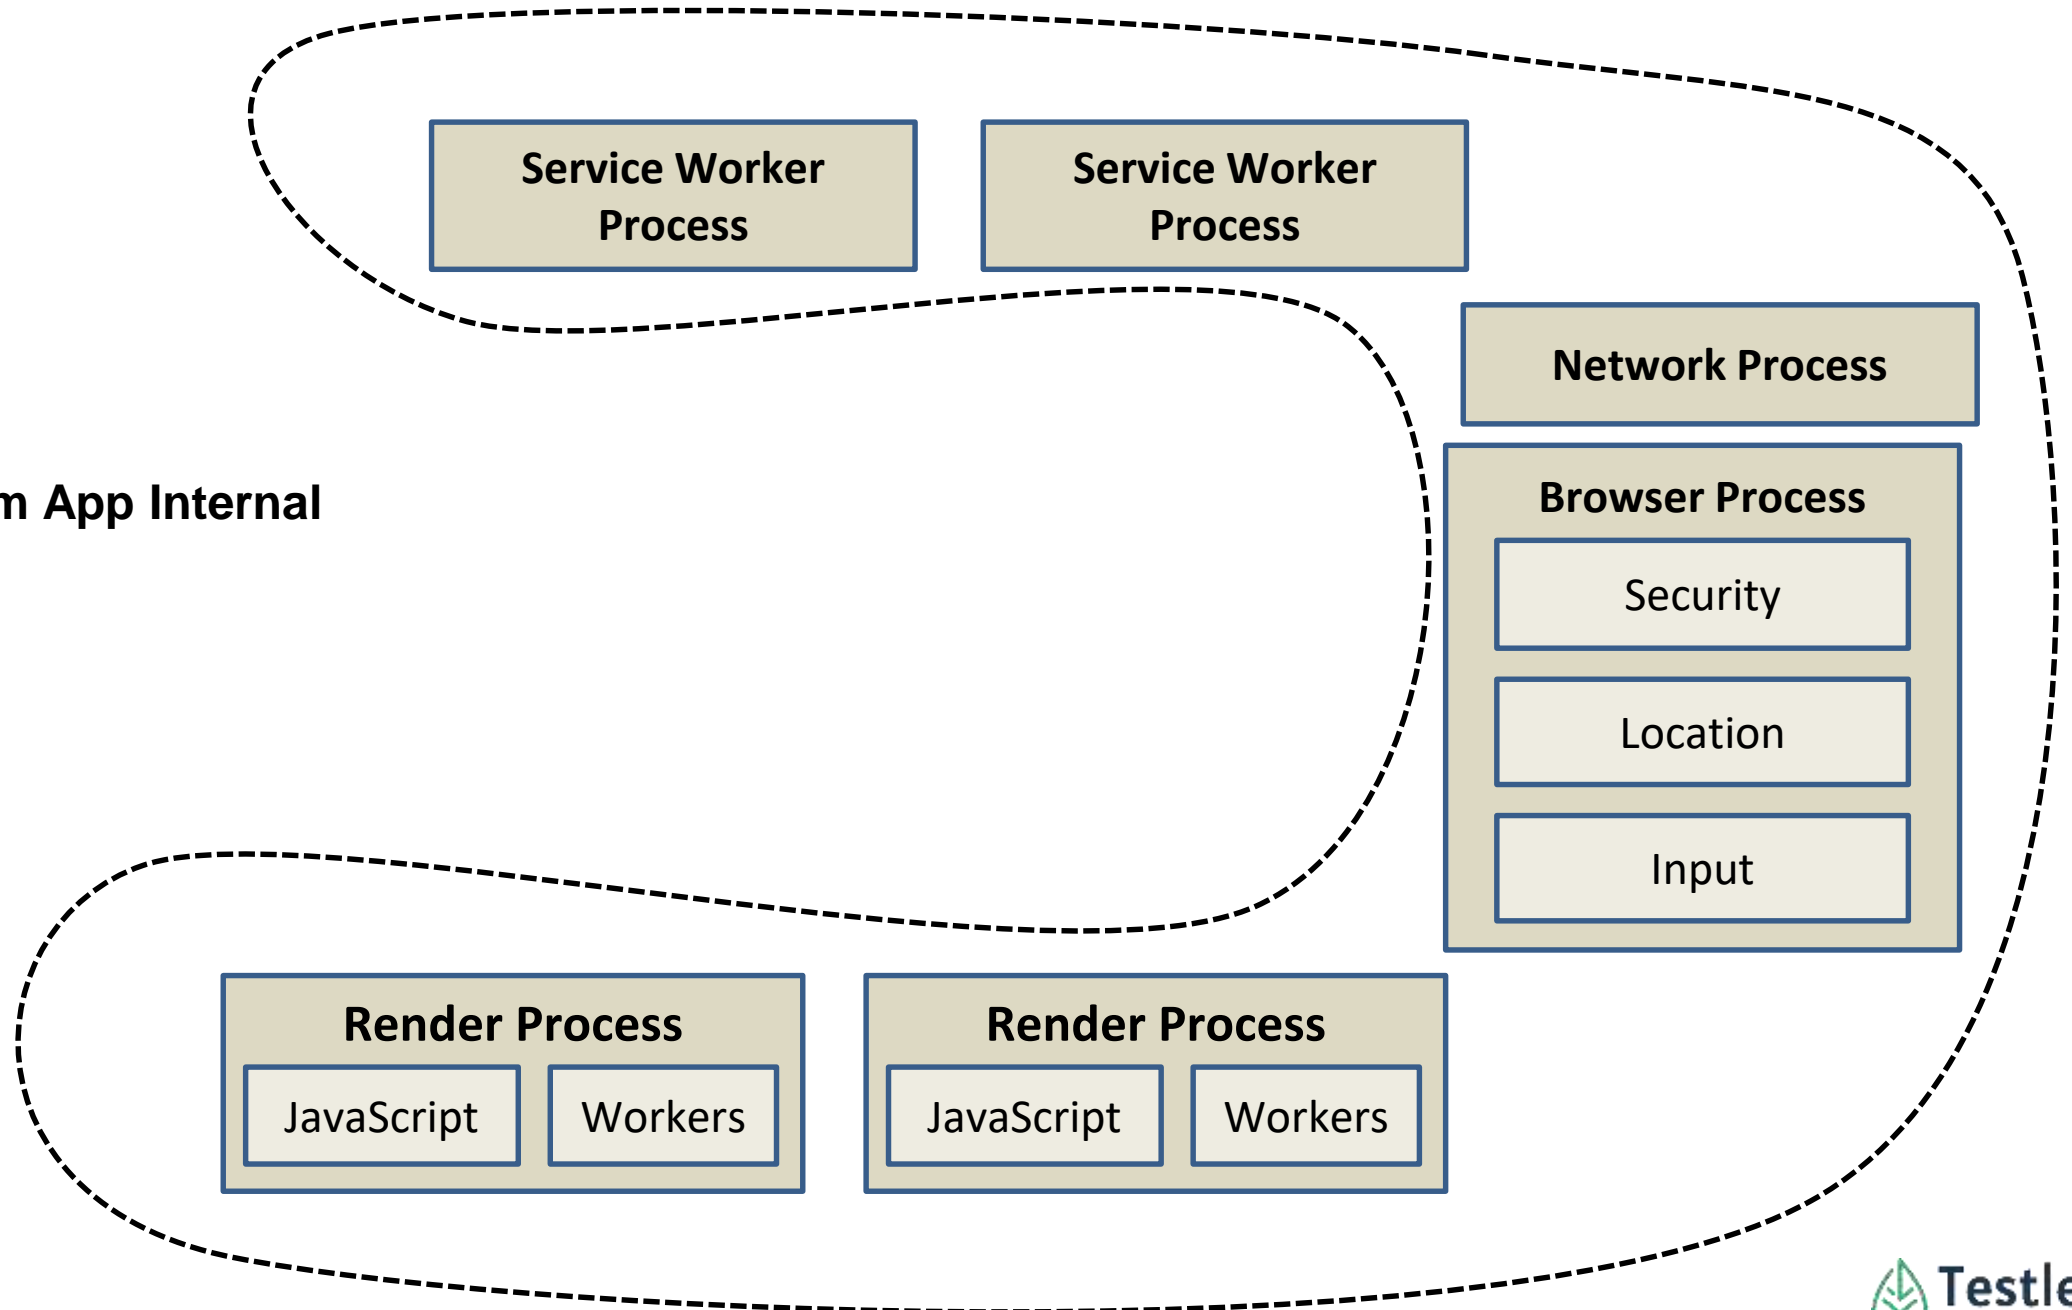 Service Worker
Process
Service Worker
Process
Network Process
m App Internal
Browser Process
Security
Location
Input
Render Process
JavaScript
Workers
Render Process
JavaScript
Workers
Testle